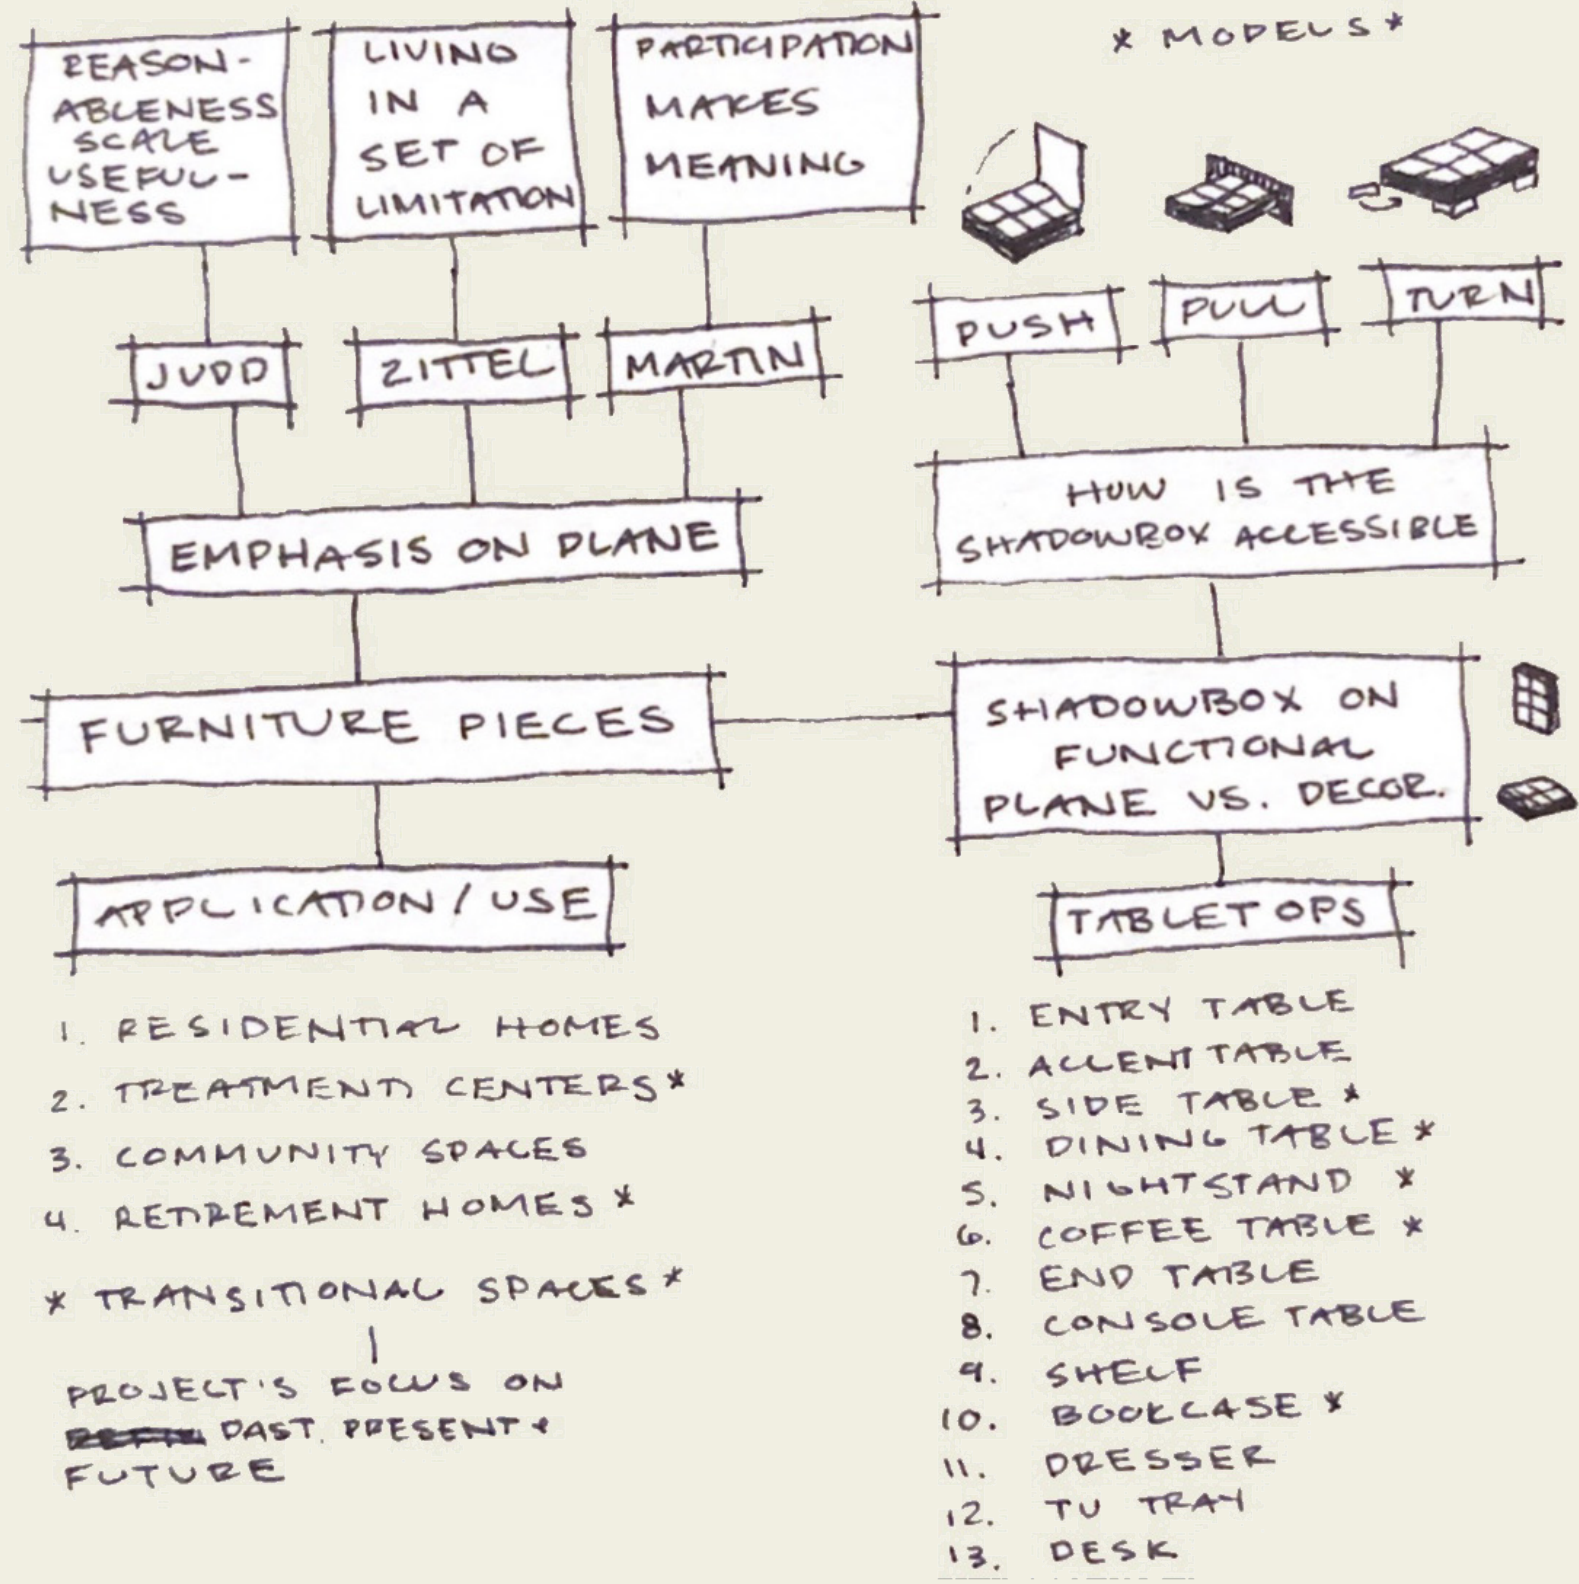 REASON-
ABLENESS
SCALE
USEFUL-
NESS
LIVING
IN A
SET OF
LIMITATION
PARTICIPATION
MAKES
MEANING
* MODELS *
JUDD
ZITTEL
MARTIN
PUSH
PULL
TURN
EMPHASIS ON PLANE
HOW IS THE
SHADOWBOX ACCESSIBLE
FURNITURE PIECES
SHADOWBOX ON
FUNCTIONAL
PLANE VS. DECOR.
APPLICATION / USE
TABLETOPS
1. RESIDENTIAL HOMES
2. TREATMENT CENTERS *
3. COMMUNITY SPACES
4. RETIREMENT HOMES *
* TRANSITIONAL SPACES *
PROJECT'S FOCUS ON
PAST, PRESENT +
FUTURE
1. ENTRY TABLE
2. ACCENT TABLE
3. SIDE TABLE *
4. DINING TABLE *
5. NIGHTSTAND *
6. COFFEE TABLE *
7. END TABLE
8. CONSOLE TABLE
9. SHELF
10. BOOKCASE *
11. DRESSER
12. TV TRAY
13. DESK